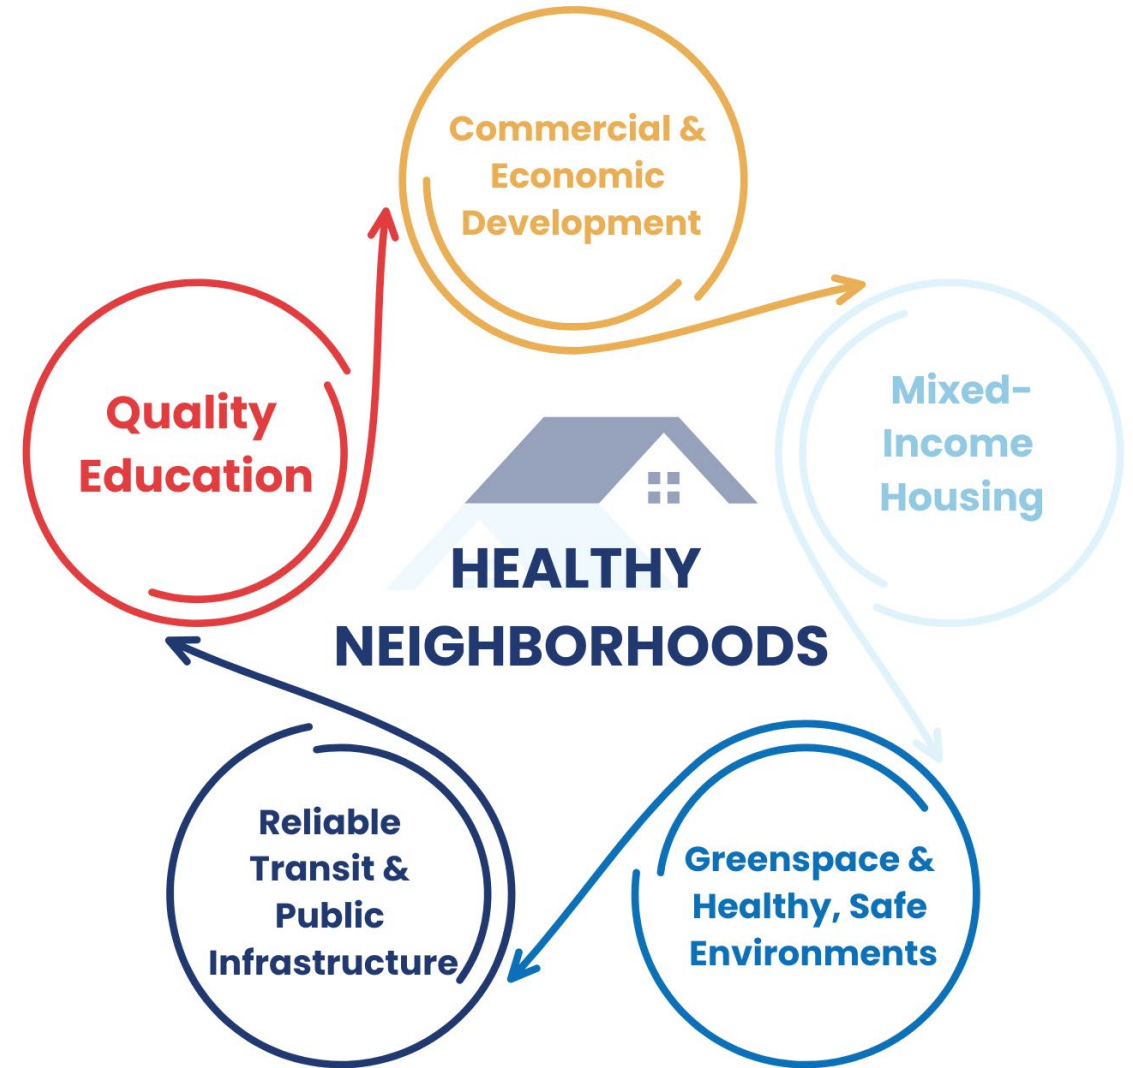 Commercial &
Economic
Development
Mixed-
Income
Housing
Greenspace &
Healthy, Safe
Environments
Reliable
Transit &
Public
Infrastructure
Quality
Education
HEALTHY
NEIGHBORHOODS